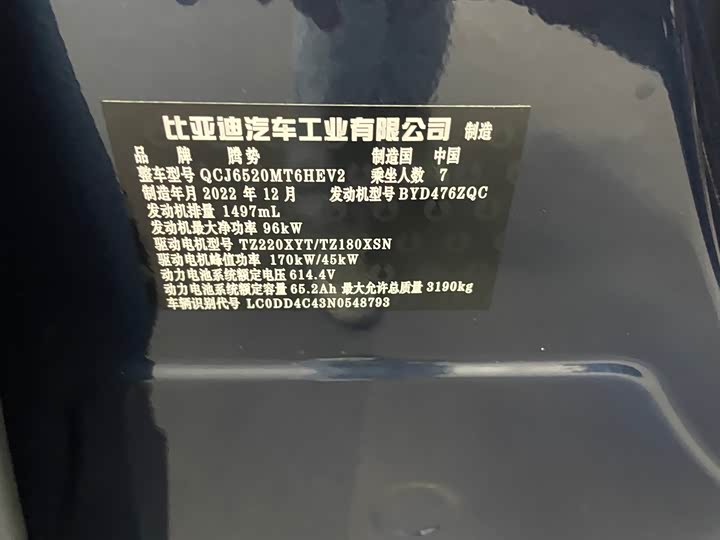 比亚迪汽车工业有限公司 制造
品 牌 腾势 制造国 中国
整车型号 QCJ6520MT6HEV2 乘坐人数 7
制造年月 2022 年 12 月 发动机型号 BYD476ZQC
发动机排量 1497mL
发动机最大净功率 96kW
驱动电机型号 TZ220XYT/TZ180XSN
驱动电机峰值功率 170kW/45kW
动力电池系统额定电压 614.4V
动力电池系统额定容量 65.2Ah 最大允许总质量 3190kg
车辆识别代号 LC0DD4C43N0548793